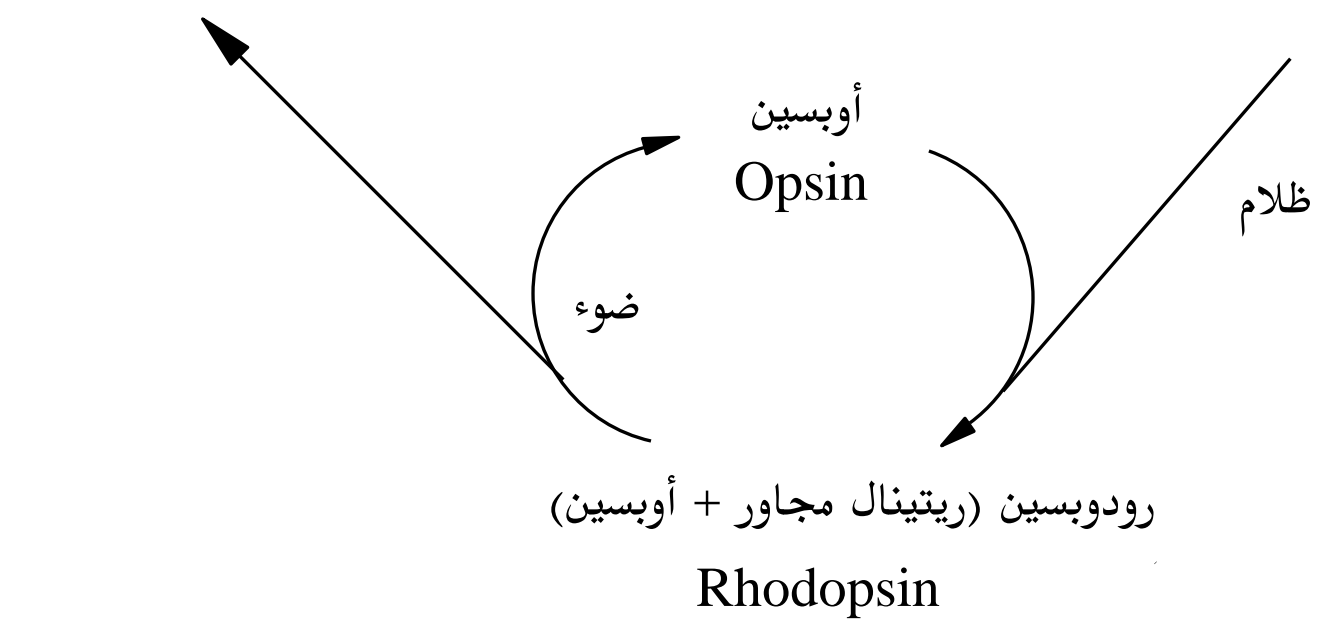 أوبسين
Opsin
ظلام
ضوء
رودوبسين (ريتينال مجاور + أوبسين)
Rhodopsin